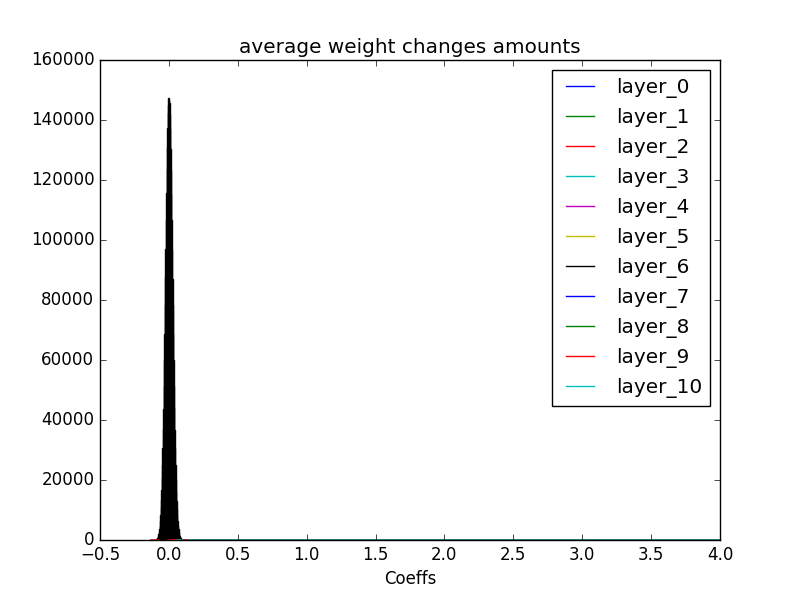 average weight changes amounts
160000
140000
120000
100000
80000
60000
40000
20000
0
−0.5 0.0 0.5 1.0 1.5 2.0 2.5 3.0 3.5 4.0
Coeffs
layer_0
layer_1
layer_2
layer_3
layer_4
layer_5
layer_6
layer_7
layer_8
layer_9
layer_10